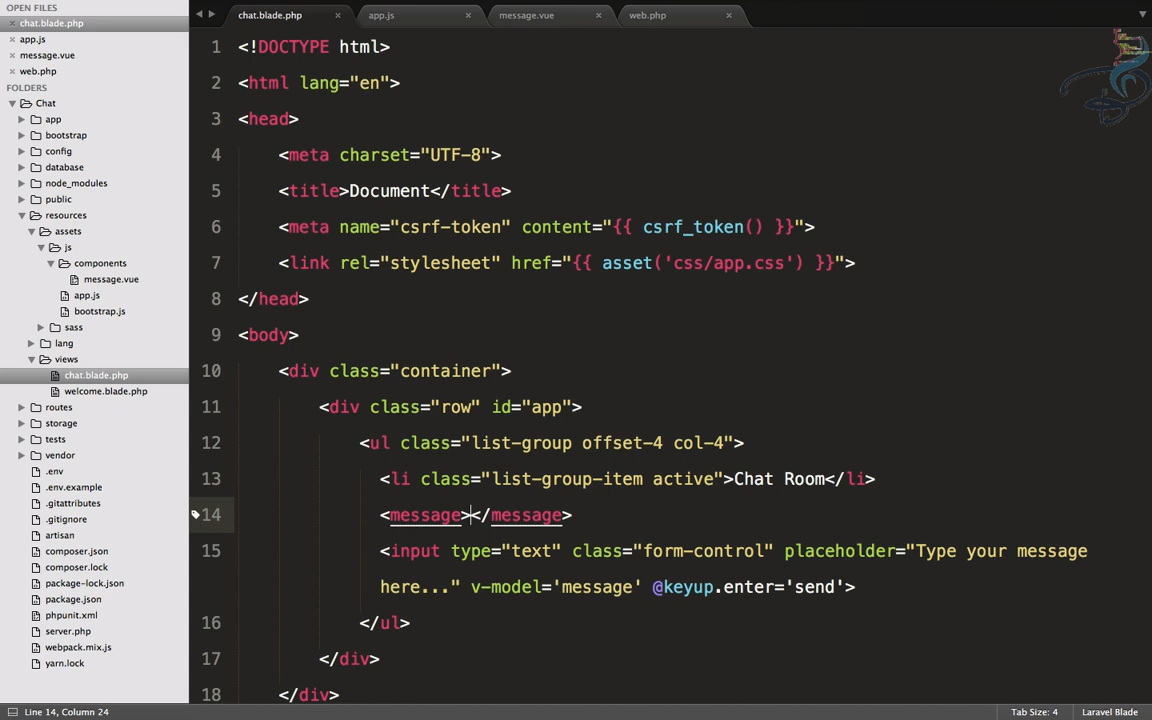 OPEN FILES
chat.blade.php
app.js
message.vue
web.php
FOLDERS
Chat
app
bootstrap
config
database
node_modules
public
resources
assets
js
components
message.vue
app.js
bootstrap.js
sass
lang
views
chat.blade.php
welcome.blade.php
routes
storage
tests
vendor
.env
.env.example
.gitattributes
.gitignore
artisan
composer.json
composer.lock
package-lock.json
package.json
phpunit.xml
server.php
webpack.mix.js
yarn.lock
chat.blade.php app.js message.vue web.php
1 <!DOCTYPE html>
2 <html lang="en">
3 <head>
4 <meta charset="UTF-8">
5 <title>Document</title>
6 <meta name="csrf-token" content="{{ csrf_token() }}">
7 <link rel="stylesheet" href="{{ asset('css/app.css') }}">
8 </head>
9 <body>
10 <div class="container">
11 <div class="row" id="app">
12 <ul class="list-group offset-4 col-4">
13 <li class="list-group-item active">Chat Room</li>
14 <message></message>
15 <input type="text" class="form-control" placeholder="Type your message
here..." v-model='message' @keyup.enter='send'>
16 </ul>
17 </div>
18 </div>
Line 14, Column 24 Tab Size: 4 Laravel Blade